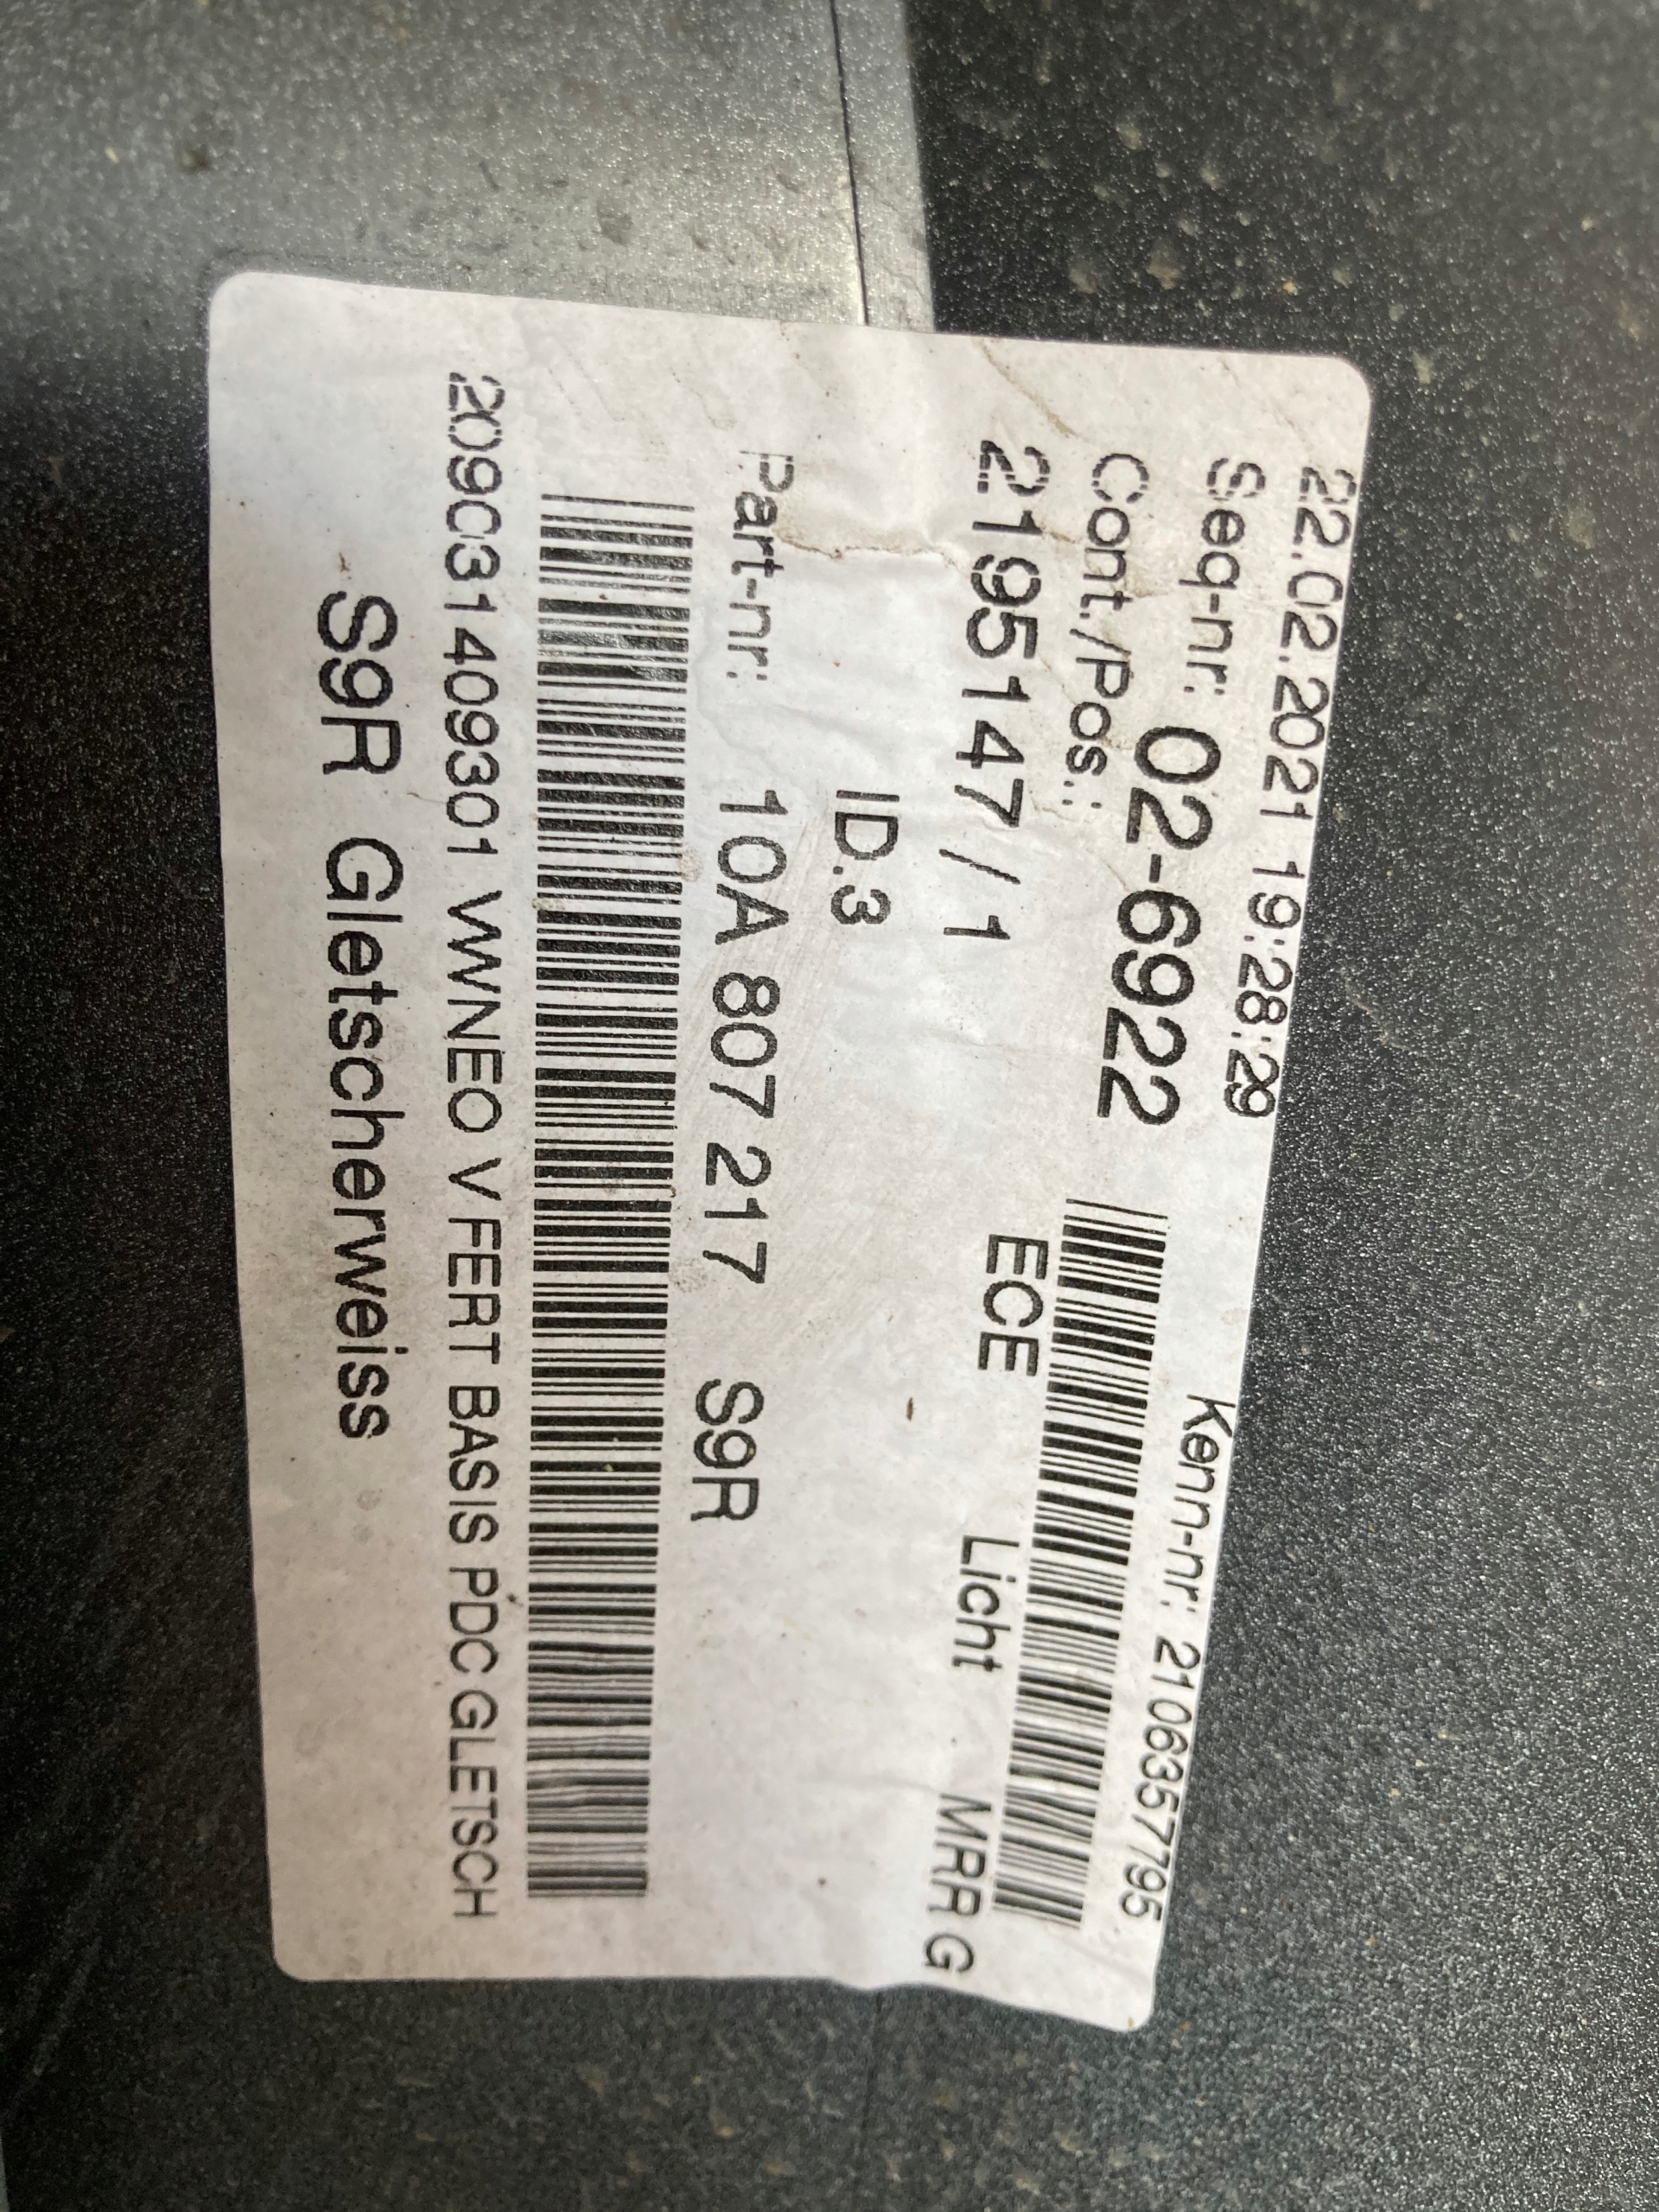 22.02.2021 19:28:29
Seq-nr: 02-6922 Kenn-nr: 2106357795
Cont./Pos.:
2195147 / 1 ECE Licht MRR G
ID.3
Part-nr: 10A 807 217 S9R
209031409301 VWNEO V FERT BASIS PDC GLETSCH
S9R Gletscherweiss